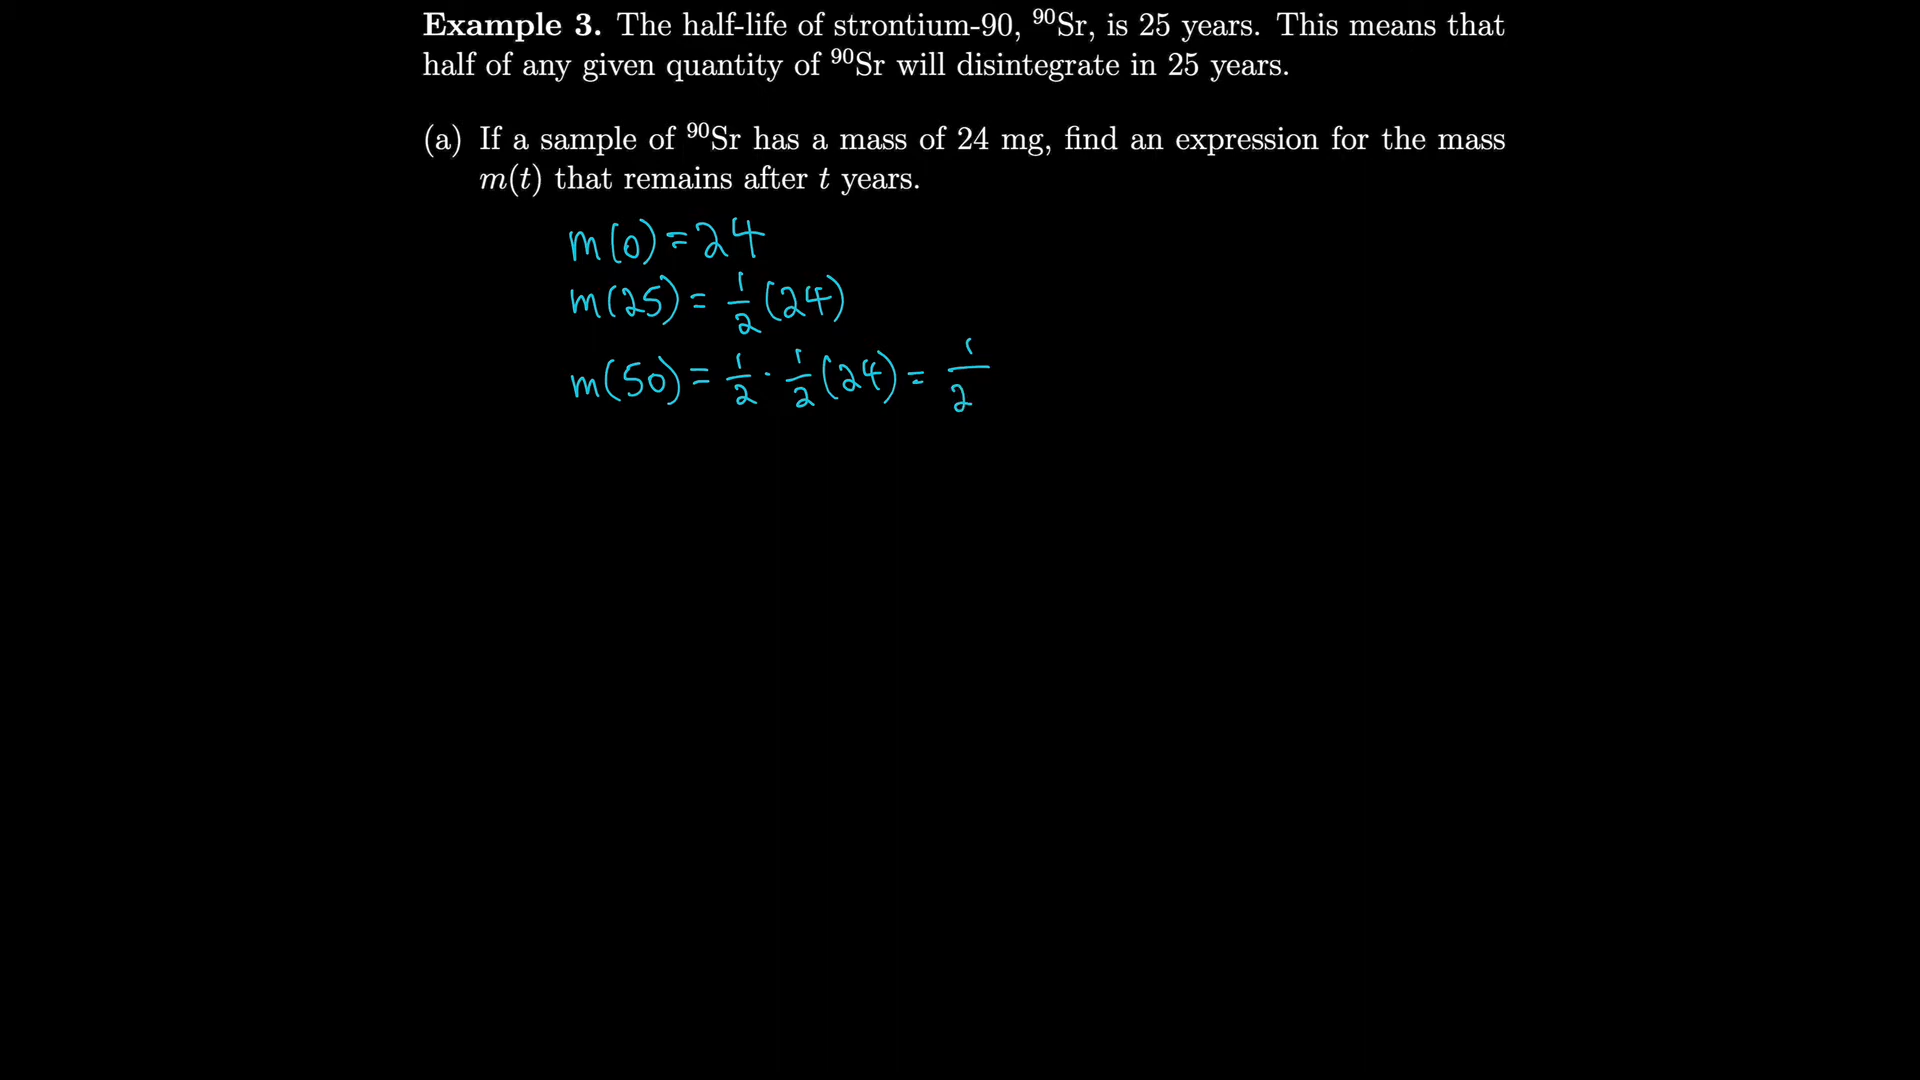 Example 3. The half-life of strontium-90, ⁹⁰Sr, is 25 years. This means that
half of any given quantity of ⁹⁰Sr will disintegrate in 25 years.
(a) If a sample of ⁹⁰Sr has a mass of 24 mg, find an expression for the mass
m(t) that remains after t years.
m(0) = 24
m(25) = 1/2 (24)
m(50) = 1/2 · 1/2 (24) = 1/2